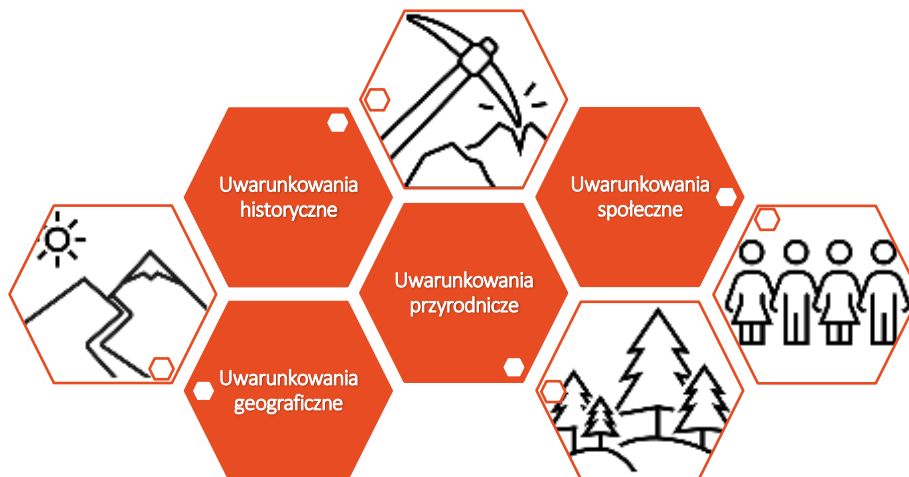 Uwarunkowania
historyczne
Uwarunkowania
społeczne
Uwarunkowania
przyrodnicze
Uwarunkowania
geograficzne